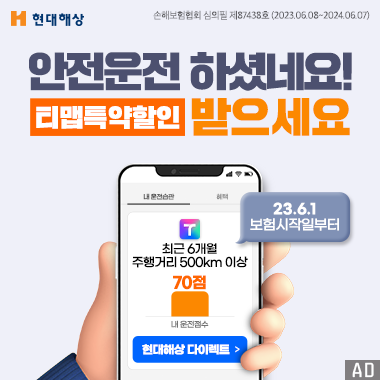 현대해상
손해보험협회 심의필 제87438호 (2023.06.08~2024.06.07)
안전운전 하셨네요!
티맵특약할인 받으세요
내 운전습관 혜택
23.6.1
보험시작일부터
T
최근 6개월
주행거리 500km 이상
70점
내 운전점수
현대해상 다이렉트 >
AD